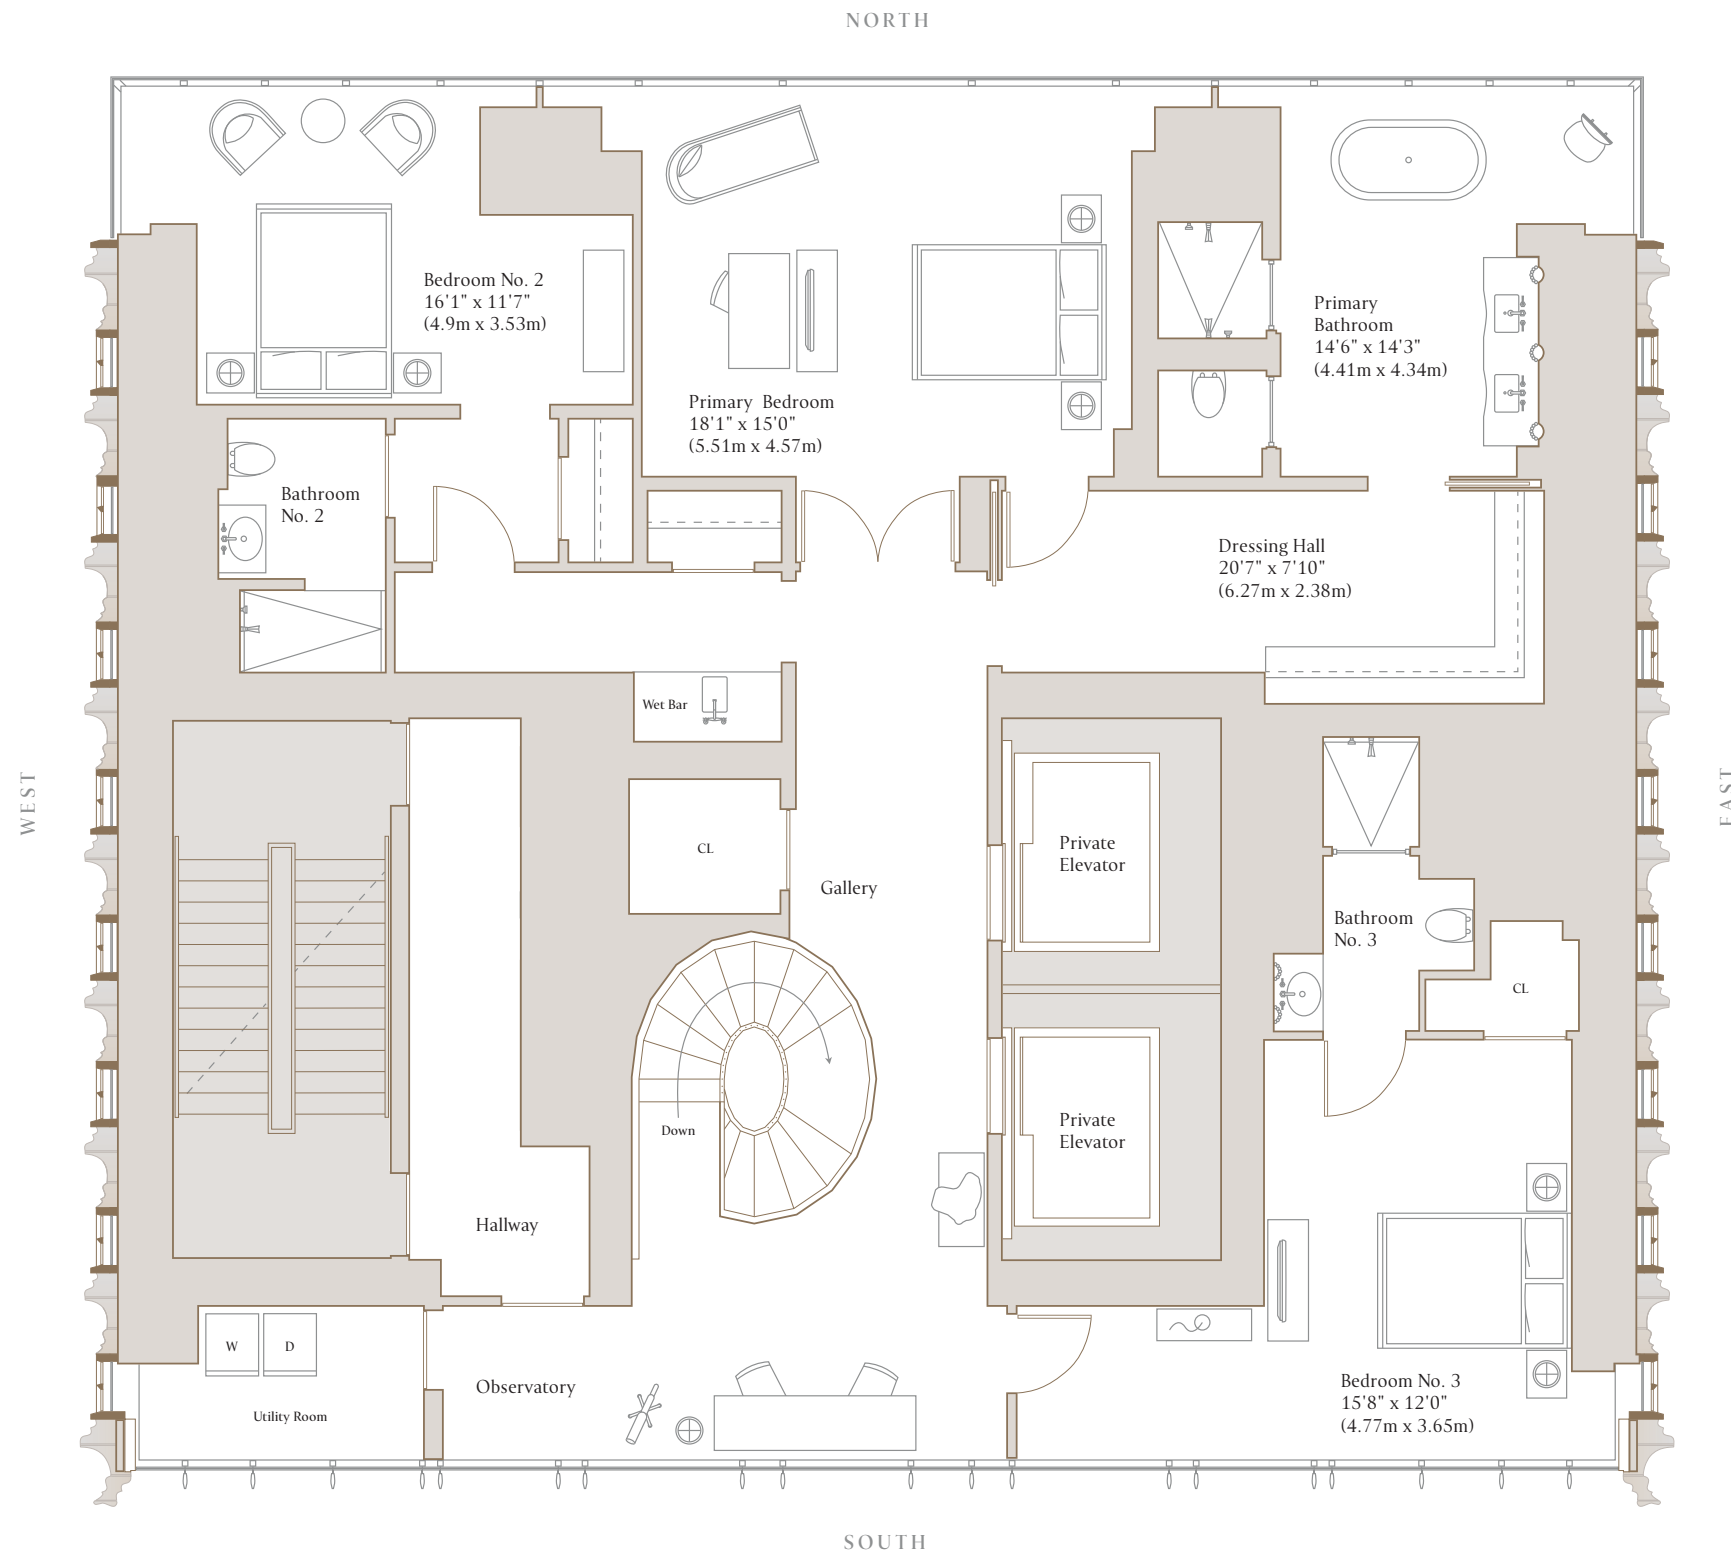 NORTH
Bedroom No. 2
16'1" x 11'7"
(4.9m x 3.53m)
Primary
Bathroom
14'6" x 14'3"
(4.41m x 4.34m)
Primary Bedroom
18'1" x 15'0"
(5.51m x 4.57m)
Bathroom
No. 2
Dressing Hall
20'7" x 7'10"
(6.27m x 2.38m)
Wet Bar
WEST
EAST
CL
Private
Elevator
Gallery
Bathroom
No. 3
CL
Down
Private
Elevator
Hallway
W
D
Observatory
Utility Room
Bedroom No. 3
15'8" x 12'0"
(4.77m x 3.65m)
SOUTH